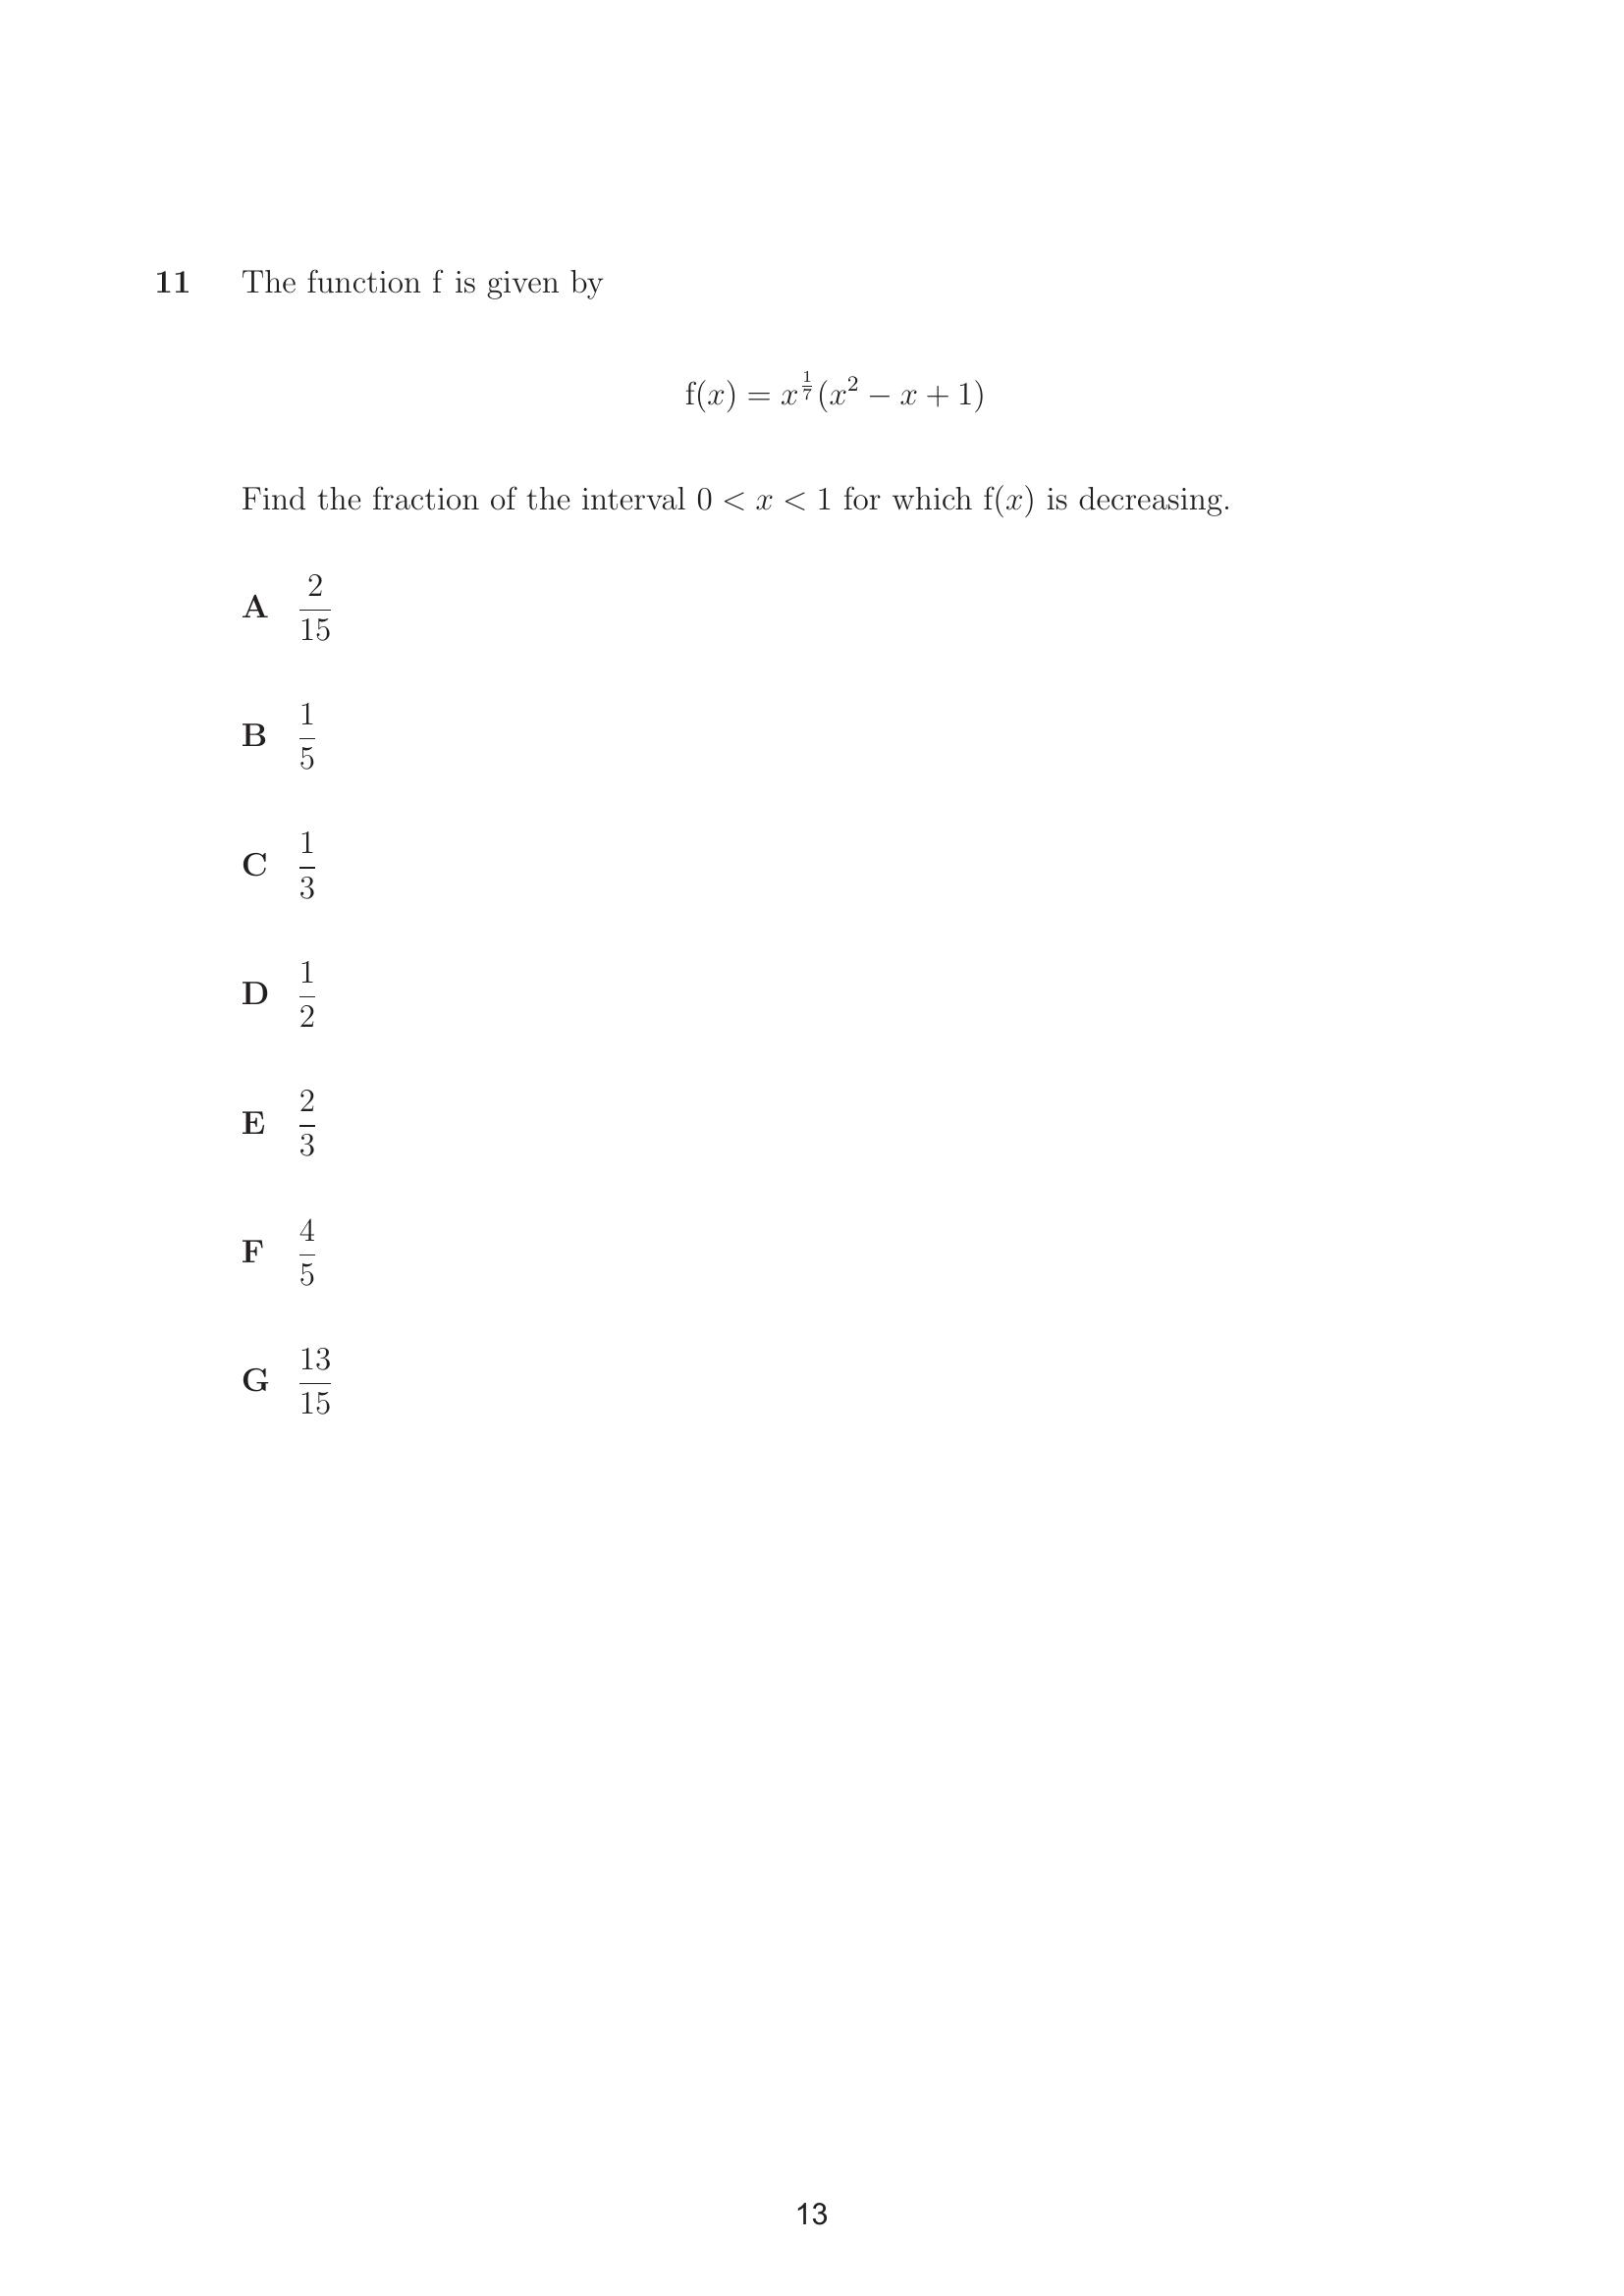 11 The function f is given by
f(x) = x^{\frac{1}{7}}(x^2 − x + 1)
Find the fraction of the interval 0 < x < 1 for which f(x) is decreasing.
A \frac{2}{15}
B \frac{1}{5}
C \frac{1}{3}
D \frac{1}{2}
E \frac{2}{3}
F \frac{4}{5}
G \frac{13}{15}
13